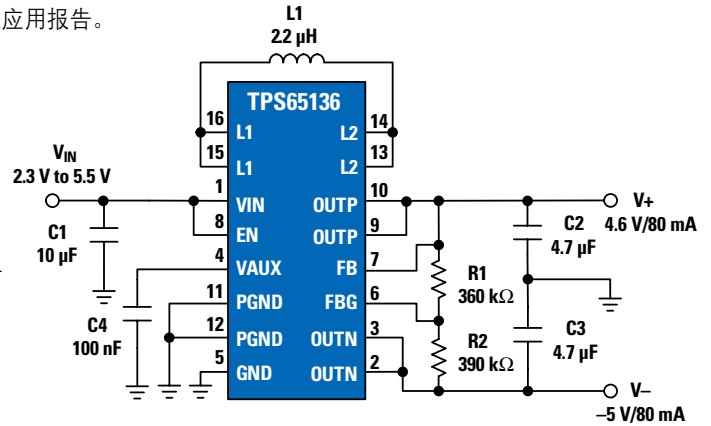 应用报告。
L1
2.2 µH
TPS65136
16
L1
15
L1
1
VIN
8
EN
4
VAUX
11
PGND
12
PGND
5
GND
14
L2
13
L2
10
OUTP
9
OUTP
7
FB
6
FBG
3
OUTN
2
OUTN
VIN
2.3 V to 5.5 V
C1
10 µF
C4
100 nF
R1
360 kΩ
R2
390 kΩ
C2
4.7 µF
C3
4.7 µF
V+
4.6 V/80 mA
V–
–5 V/80 mA